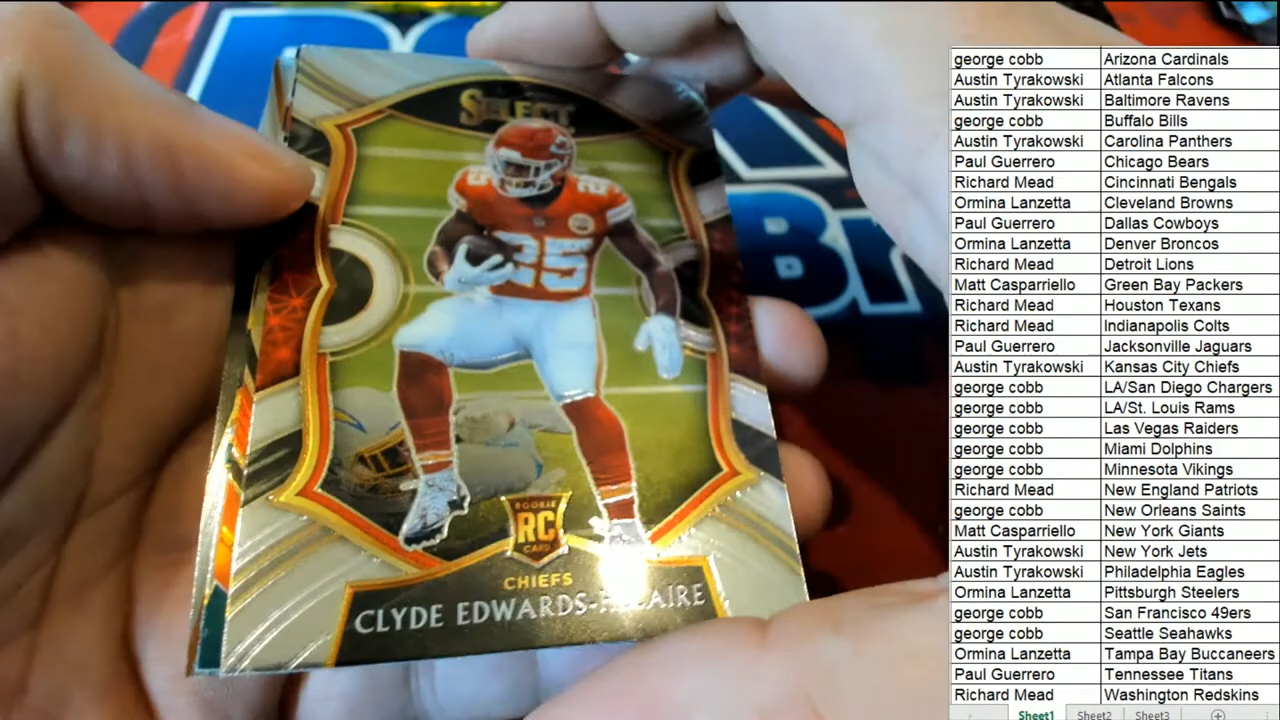 SELECT
25
25
25
ROOKIE
RC
CARD
CHIEFS
CLYDE EDWARDS-HELAIRE
Br
george cobb Arizona Cardinals
Austin Tyrakowski Atlanta Falcons
Austin Tyrakowski Baltimore Ravens
george cobb Buffalo Bills
Austin Tyrakowski Carolina Panthers
Paul Guerrero Chicago Bears
Richard Mead Cincinnati Bengals
Ormina Lanzetta Cleveland Browns
Paul Guerrero Dallas Cowboys
Ormina Lanzetta Denver Broncos
Richard Mead Detroit Lions
Matt Casparriello Green Bay Packers
Richard Mead Houston Texans
Richard Mead Indianapolis Colts
Paul Guerrero Jacksonville Jaguars
Austin Tyrakowski Kansas City Chiefs
george cobb LA/San Diego Chargers
george cobb LA/St. Louis Rams
george cobb Las Vegas Raiders
george cobb Miami Dolphins
george cobb Minnesota Vikings
Richard Mead New England Patriots
george cobb New Orleans Saints
Matt Casparriello New York Giants
Austin Tyrakowski New York Jets
Austin Tyrakowski Philadelphia Eagles
Ormina Lanzetta Pittsburgh Steelers
george cobb San Francisco 49ers
george cobb Seattle Seahawks
Ormina Lanzetta Tampa Bay Buccaneers
Paul Guerrero Tennessee Titans
Richard Mead Washington Redskins
Sheet1 Sheet2 Sheet3